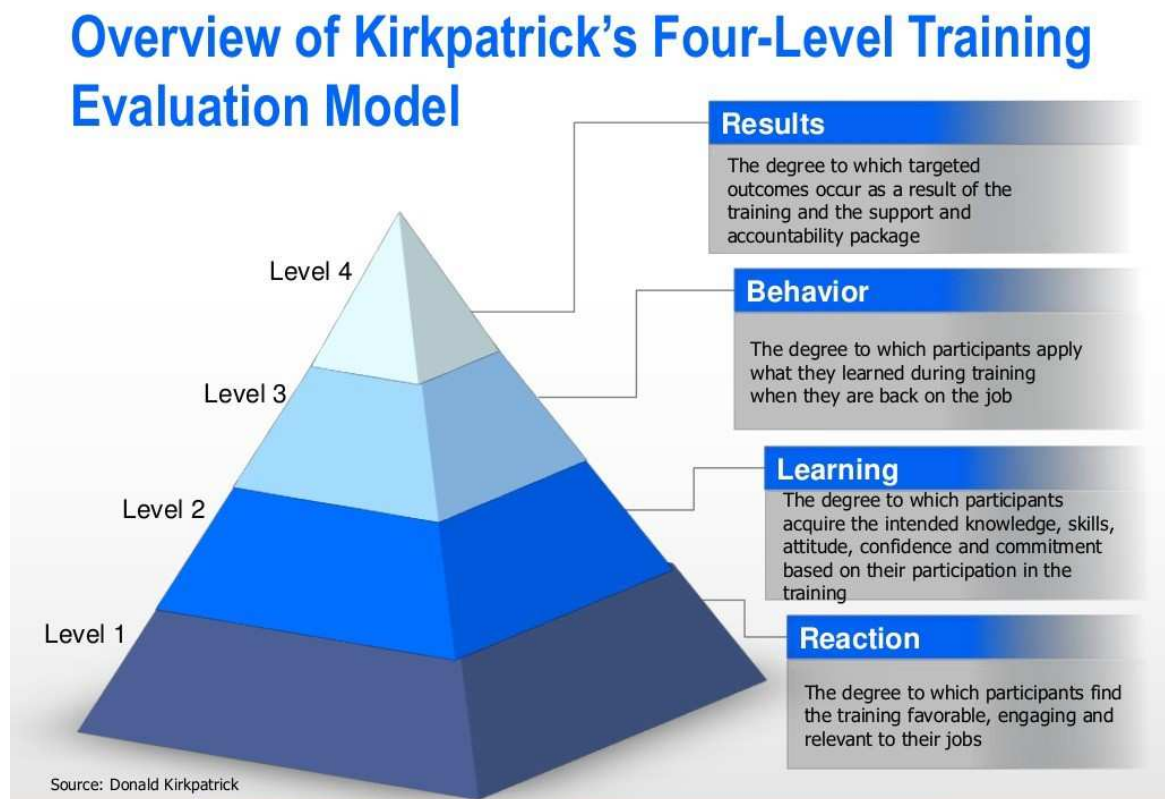 Overview of Kirkpatrick's Four-Level Training
Evaluation Model
Results
The degree to which targeted
outcomes occur as a result of the
training and the support and
accountability package
Level 4
Behavior
The degree to which participants apply
what they learned during training
when they are back on the job
Level 3
Learning
The degree to which participants
acquire the intended knowledge, skills,
attitude, confidence and commitment
based on their participation in the
training
Level 2
Reaction
The degree to which participants find
the training favorable, engaging and
relevant to their jobs
Level 1
Source: Donald Kirkpatrick